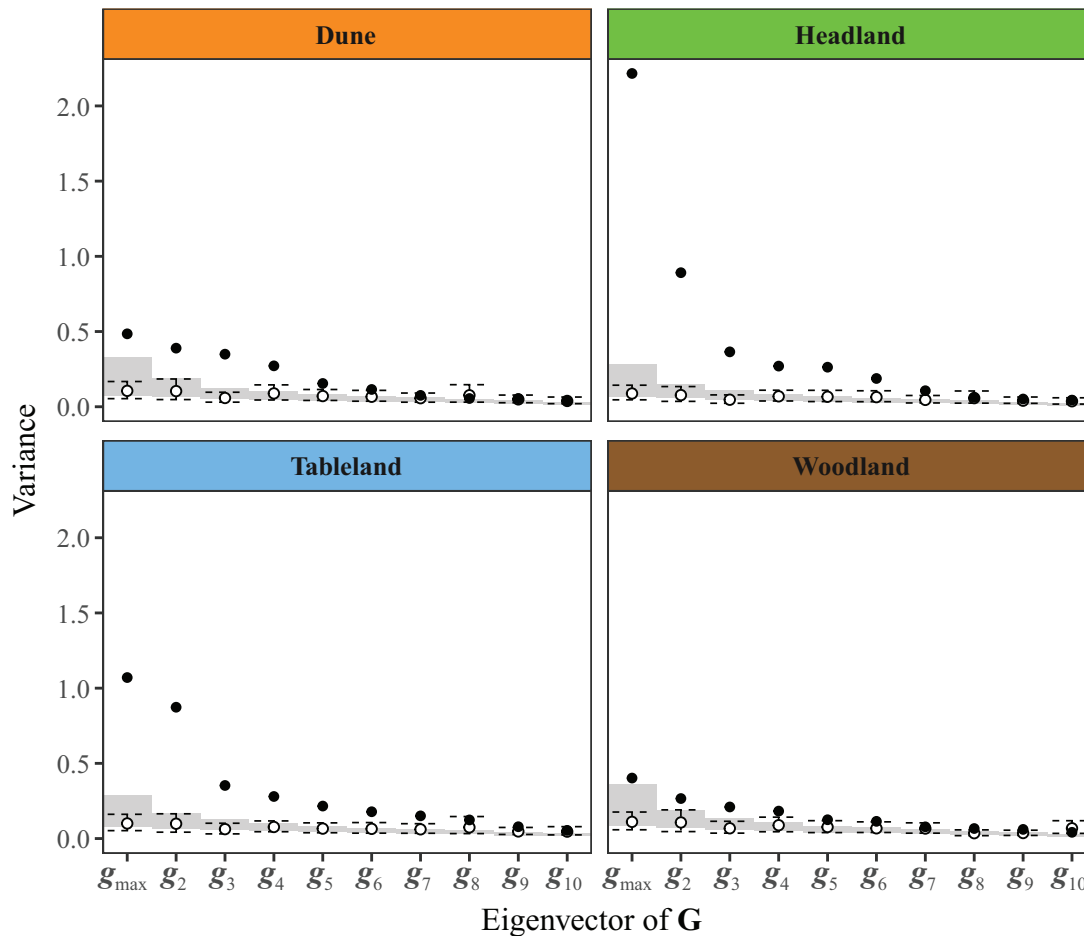 Dune
Headland
2.0
1.5
1.0
0.5
0.0
Variance
Tableland
Woodland
2.0
1.5
1.0
0.5
0.0
gmax g2 g3 g4 g5 g6 g7 g8 g9 g10
gmax g2 g3 g4 g5 g6 g7 g8 g9 g10
Eigenvector of G